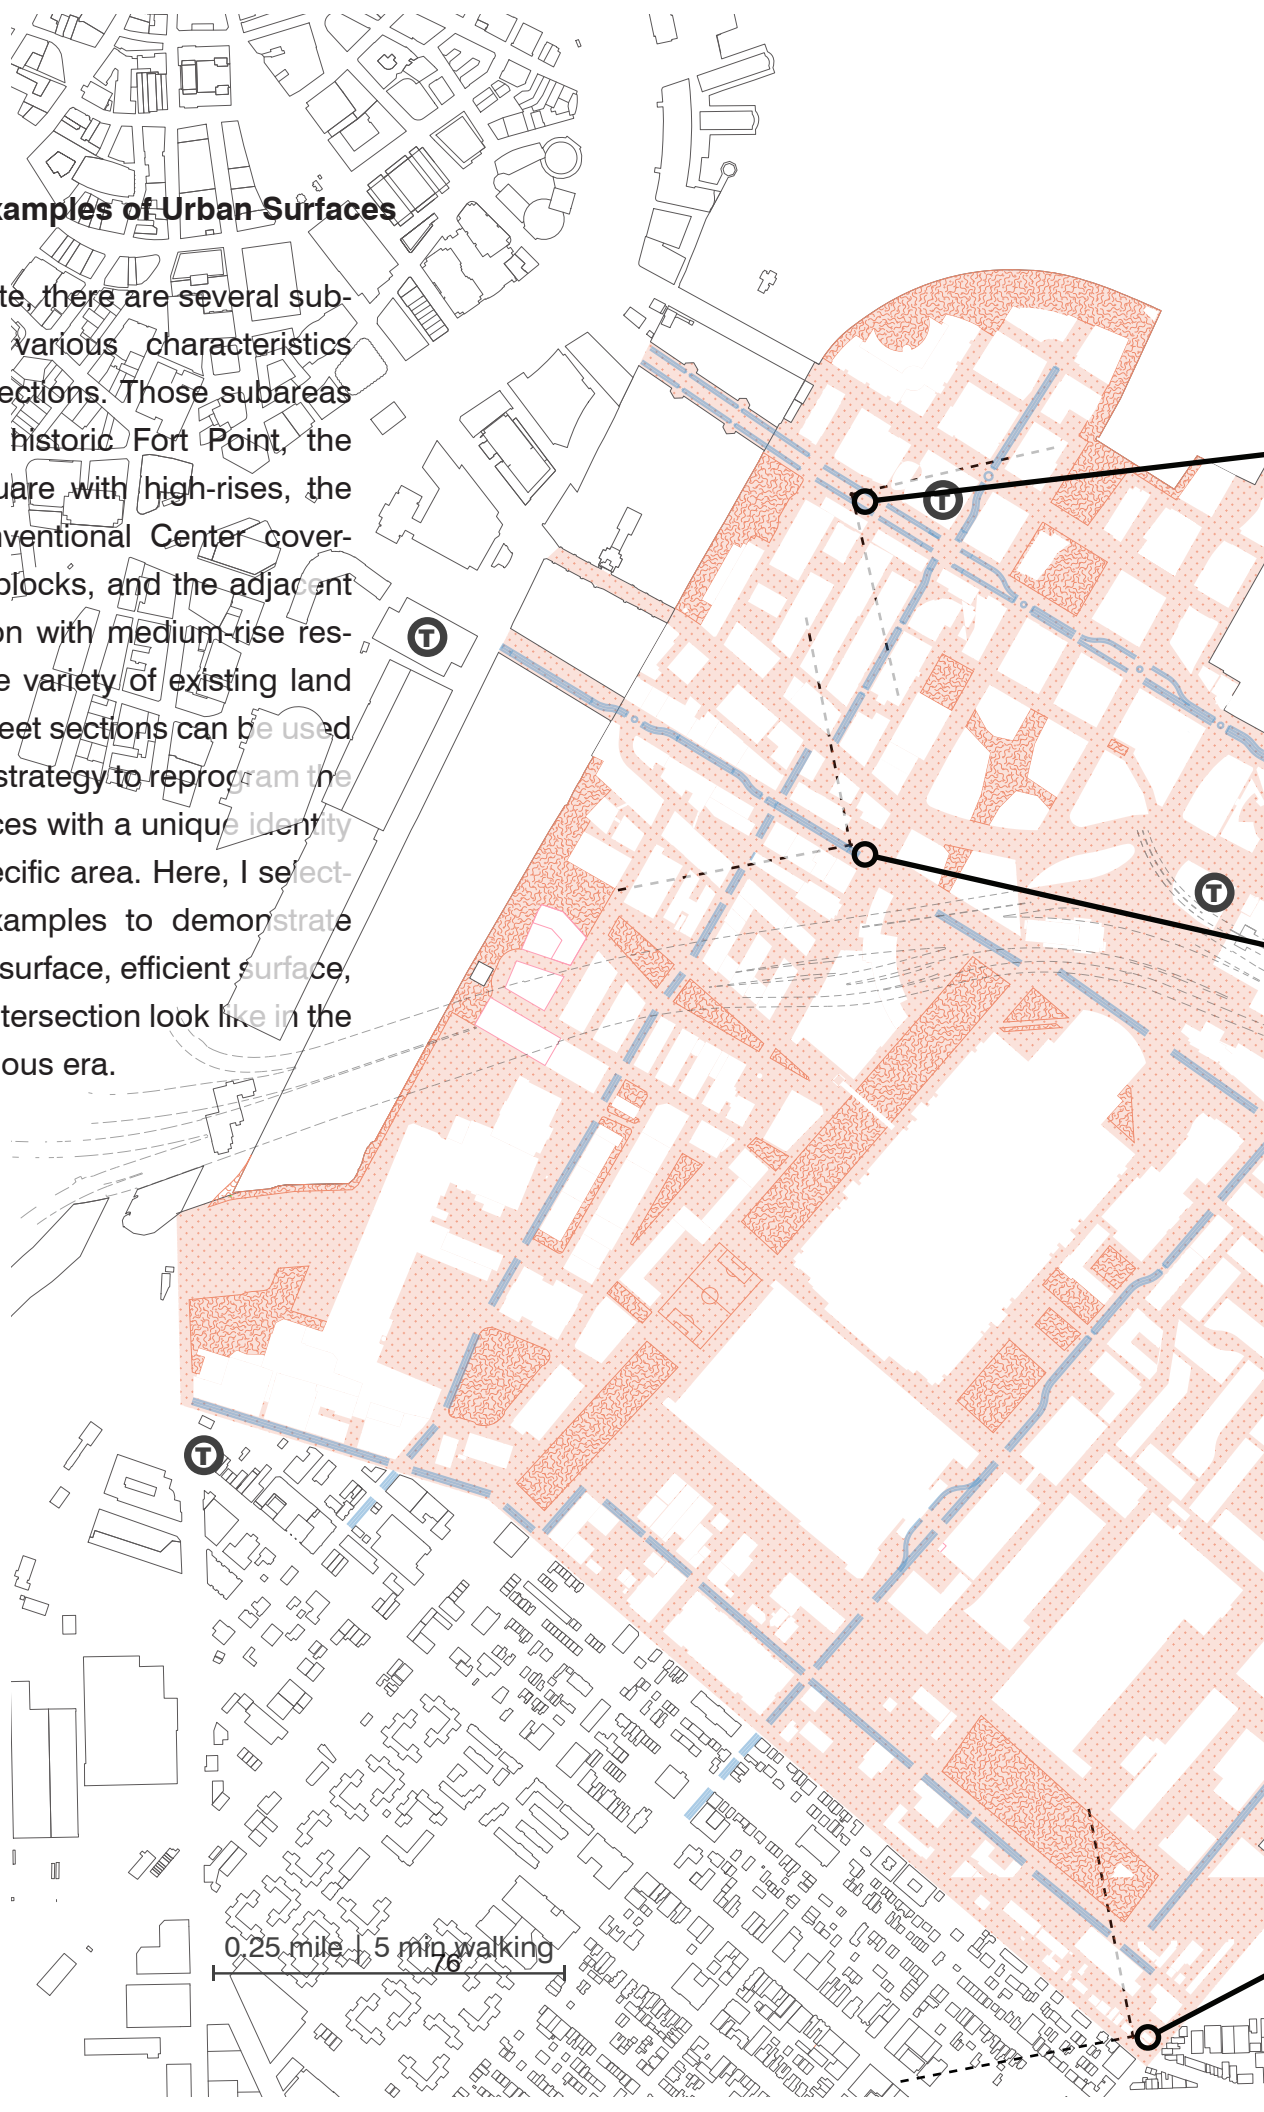 xamples of Urban Surfaces
te, there are several sub-
various characteristics
ections. Those subareas
historic Fort Point, the
uare with high-rises, the
ventional Center cover-
blocks, and the adjacent
on with medium-rise res-
e variety of existing land
eet sections can be used
strategy to reprogram the
ces with a unique identity
ecific area. Here, I select-
xamples to demonstrate
surface, efficient surface,
tersection look like in the
ous era.
T
T
T
T
0.25 mile | 5 min walking
76